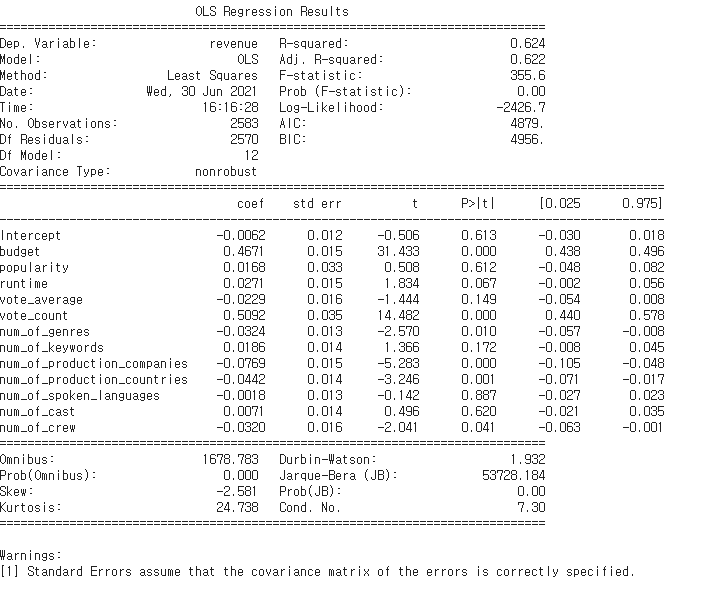 OLS Regression Results
==============================================================================
Dep. Variable: revenue R-squared: 0.624
Model: OLS Adj. R-squared: 0.622
Method: Least Squares F-statistic: 355.6
Date: Wed, 30 Jun 2021 Prob (F-statistic): 0.00
Time: 16:16:28 Log-Likelihood: -2426.7
No. Observations: 2583 AIC: 4879.
Df Residuals: 2570 BIC: 4956.
Df Model: 12
Covariance Type: nonrobust
==============================================================================
coef std err t P>|t| [0.025 0.975]
------------------------------------------------------------------------------
Intercept -0.0062 0.012 -0.506 0.613 -0.030 0.018
budget 0.4671 0.015 31.433 0.000 0.438 0.496
popularity 0.0168 0.033 0.508 0.612 -0.048 0.082
runtime 0.0271 0.015 1.834 0.067 -0.002 0.056
vote_average -0.0229 0.016 -1.444 0.149 -0.054 0.008
vote_count 0.5092 0.035 14.482 0.000 0.440 0.578
num_of_genres -0.0324 0.013 -2.570 0.010 -0.057 -0.008
num_of_keywords 0.0186 0.014 1.366 0.172 -0.008 0.045
num_of_production_companies -0.0769 0.015 -5.283 0.000 -0.105 -0.048
num_of_production_countries -0.0442 0.014 -3.246 0.001 -0.071 -0.017
num_of_spoken_languages -0.0018 0.013 -0.142 0.887 -0.027 0.023
num_of_cast 0.0071 0.014 0.496 0.620 -0.021 0.035
num_of_crew -0.0320 0.016 -2.041 0.041 -0.063 -0.001
==============================================================================
Omnibus: 1678.783 Durbin-Watson: 1.932
Prob(Omnibus): 0.000 Jarque-Bera (JB): 53728.184
Skew: -2.581 Prob(JB): 0.00
Kurtosis: 24.738 Cond. No. 7.30
==============================================================================
Warnings:
[1] Standard Errors assume that the covariance matrix of the errors is correctly specified.